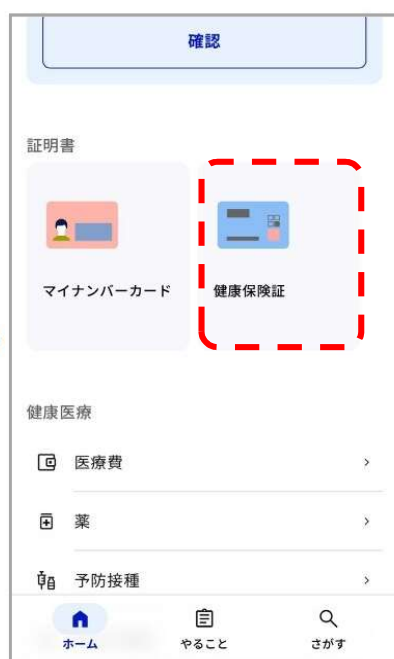 確認
証明書
マイナンバーカード
健康保険証
健康医療
医療費
薬
予防接種
ホーム
やること
さがす